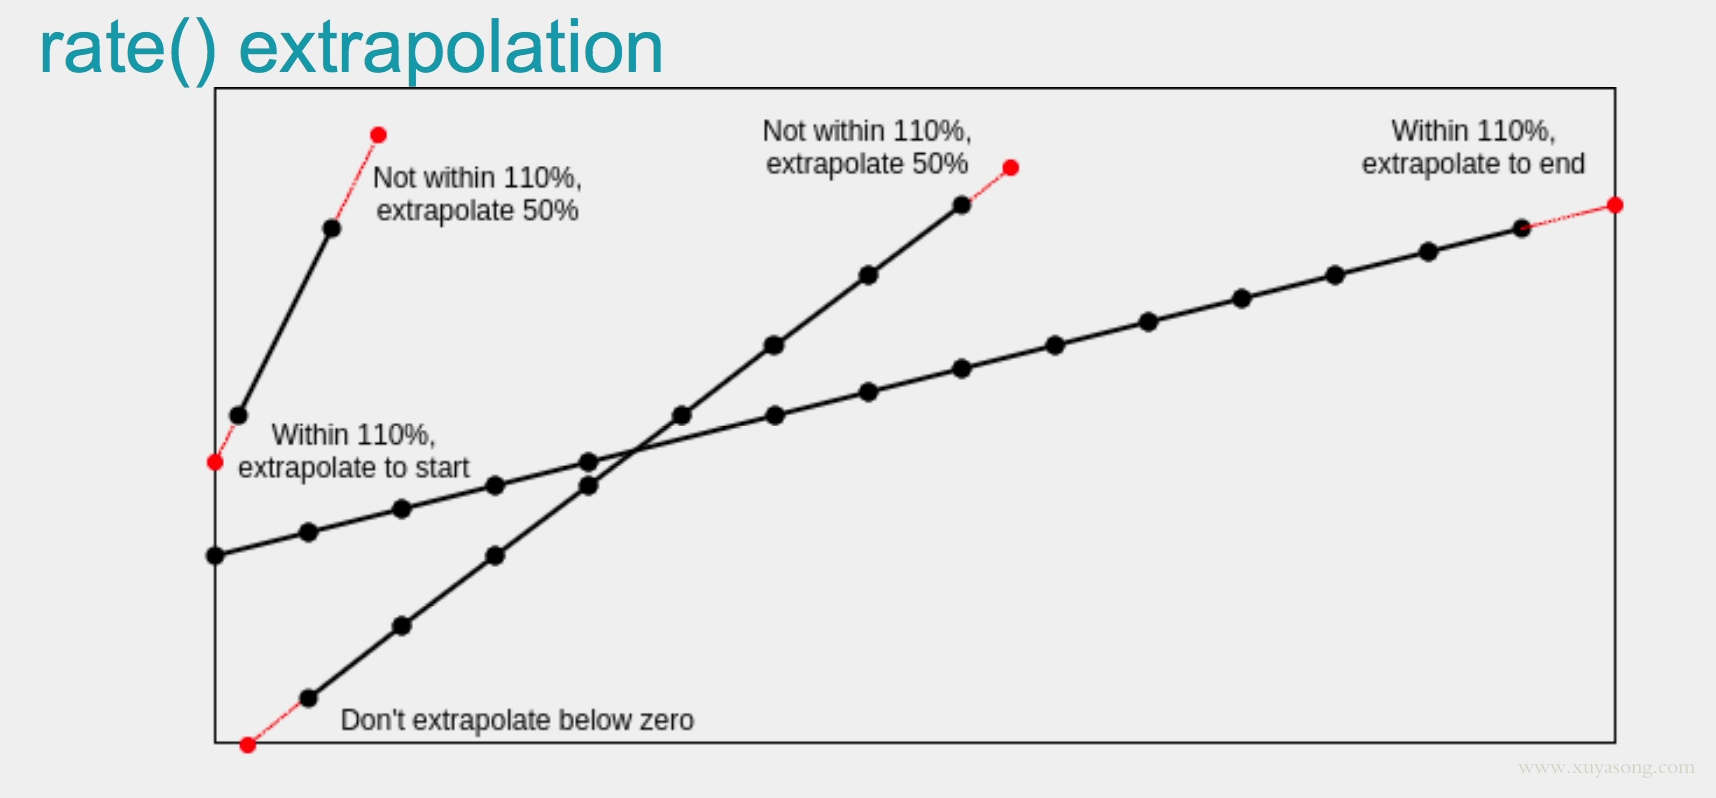 rate() extrapolation
Not within 110%,
extrapolate 50%
Not within 110%,
extrapolate 50%
Within 110%,
extrapolate to end
Within 110%,
extrapolate to start
Don't extrapolate below zero
www.xuyasong.com